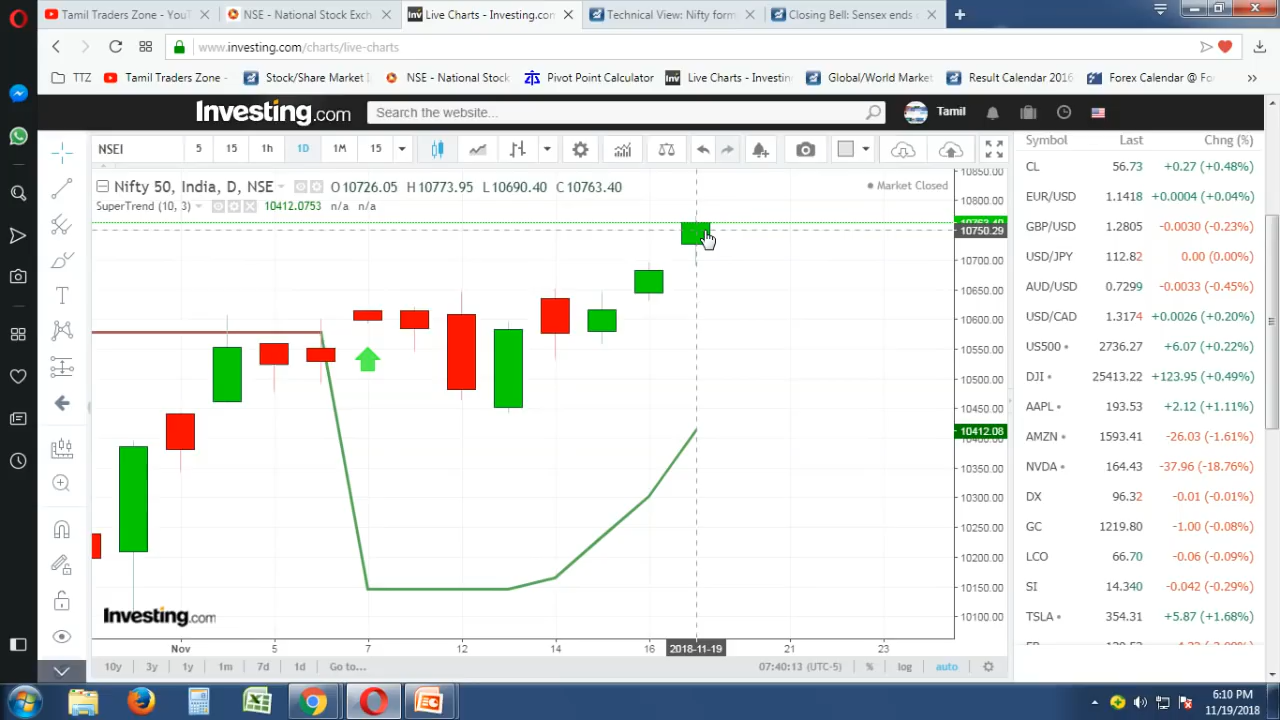 Tamil Traders Zone - YouT
NSE - National Stock Exch
Live Charts - Investing.com
Technical View: Nifty form
Closing Bell: Sensex ends
www.investing.com/charts/live-charts
TTZ
Tamil Traders Zone -
Stock/Share Market
NSE - National Stock
Pivot Point Calculator
Live Charts - Investin
Global/World Market
Result Calendar 2016
Forex Calendar @ Fo
Investing.com
Search the website...
Tamil
NSEI
5
15
1h
1D
1M
15
Symbol Last Chng (%)
Nifty 50, India, D, NSE
O10726.05 H10773.95 L10690.40 C10763.40
Market Closed
SuperTrend (10, 3)
10412.0753 n/a n/a
10850.00
10800.00
10763.40
10750.29
10700.00
10650.00
10600.00
10550.00
10500.00
10450.00
10412.08
10350.00
10300.00
10250.00
10200.00
10150.00
10100.00
CL 56.73 +0.27 (+0.48%)
EUR/USD 1.1418 +0.0004 (+0.04%)
GBP/USD 1.2805 -0.0030 (-0.23%)
USD/JPY 112.82 0.00 (0.00%)
AUD/USD 0.7299 -0.0033 (-0.45%)
USD/CAD 1.3174 +0.0026 (+0.20%)
US500 2736.27 +6.07 (+0.22%)
DJI 25413.22 +123.95 (+0.49%)
AAPL 193.53 +2.12 (+1.11%)
AMZN 1593.41 -26.03 (-1.61%)
NVDA 164.43 -37.96 (-18.76%)
DX 96.32 -0.01 (-0.01%)
GC 1219.80 -1.00 (-0.08%)
LCO 66.70 -0.06 (-0.09%)
SI 14.340 -0.042 (-0.29%)
TSLA 354.31 +5.87 (+1.68%)
Investing.com
Nov 5 7 12 14 16 2018-11-19 21 23
10y 3y 1y 1m 7d 1d Go to...
07:40:13 (UTC-5) % log auto
6:10 PM
11/19/2018